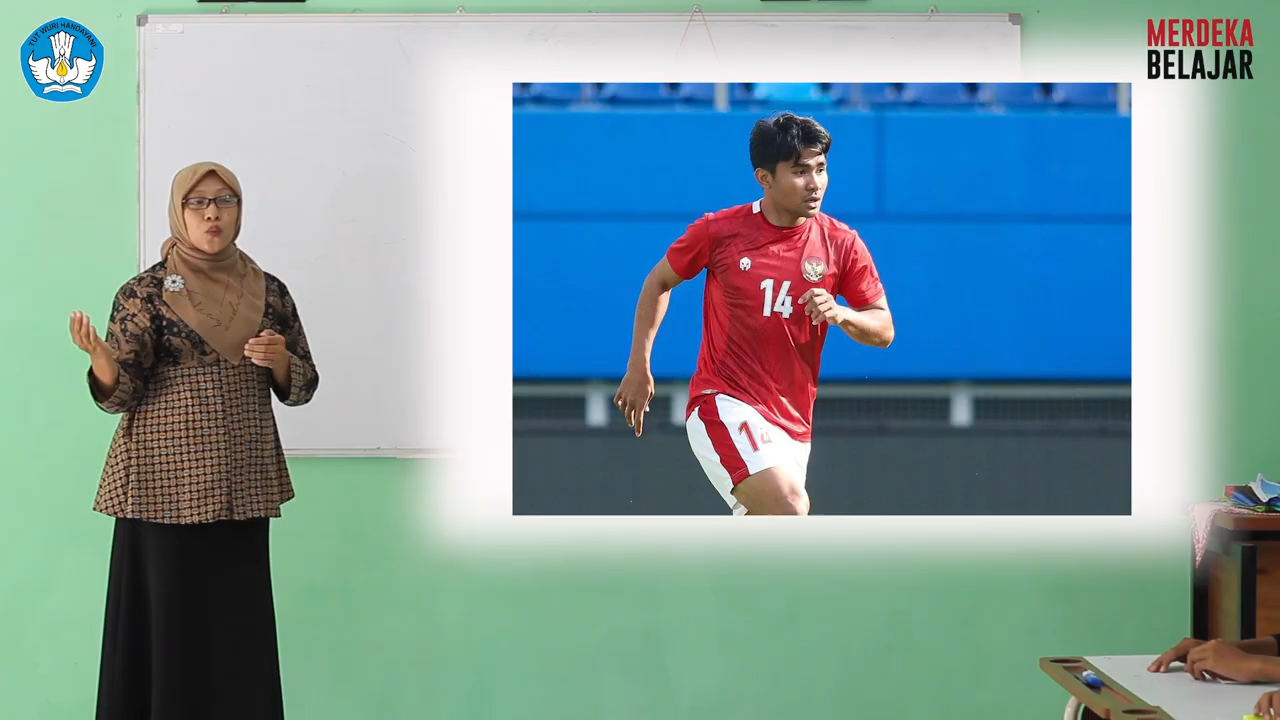 TUT WURI HANDAYANI
MERDEKA
BELAJAR
14
14